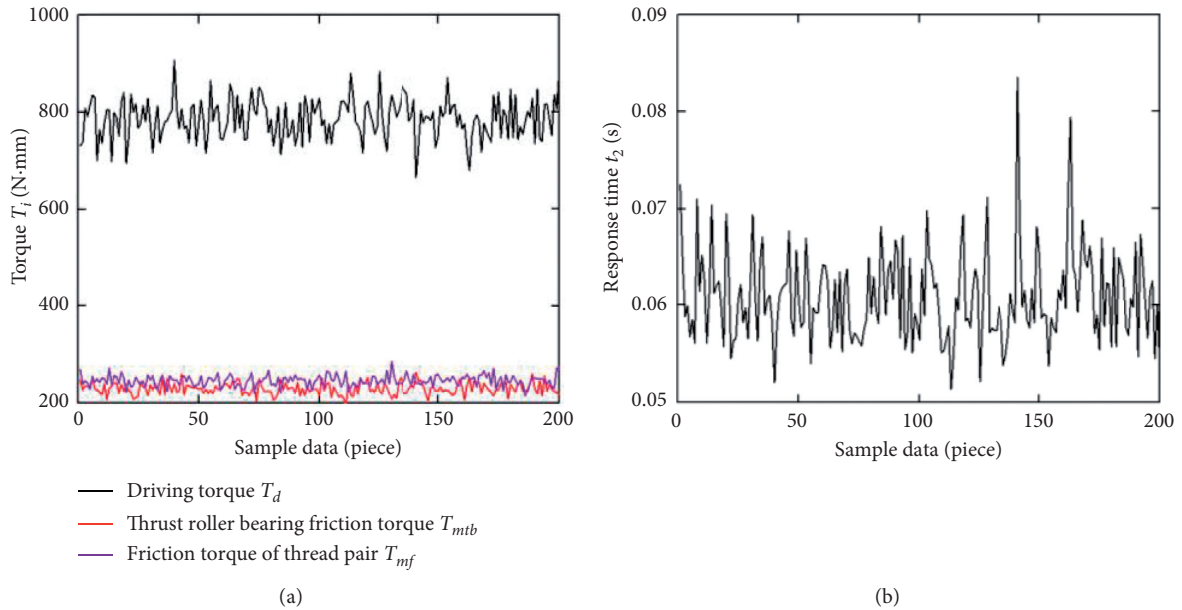 1000
800
600
400
200
Torque T_i (N·mm)
0
50
100
150
200
Sample data (piece)
Driving torque T_d
Thrust roller bearing friction torque T_mtb
Friction torque of thread pair T_mf
(a)
0.09
0.08
0.07
0.06
0.05
Response time t_2 (s)
0
50
100
150
200
Sample data (piece)
(b)